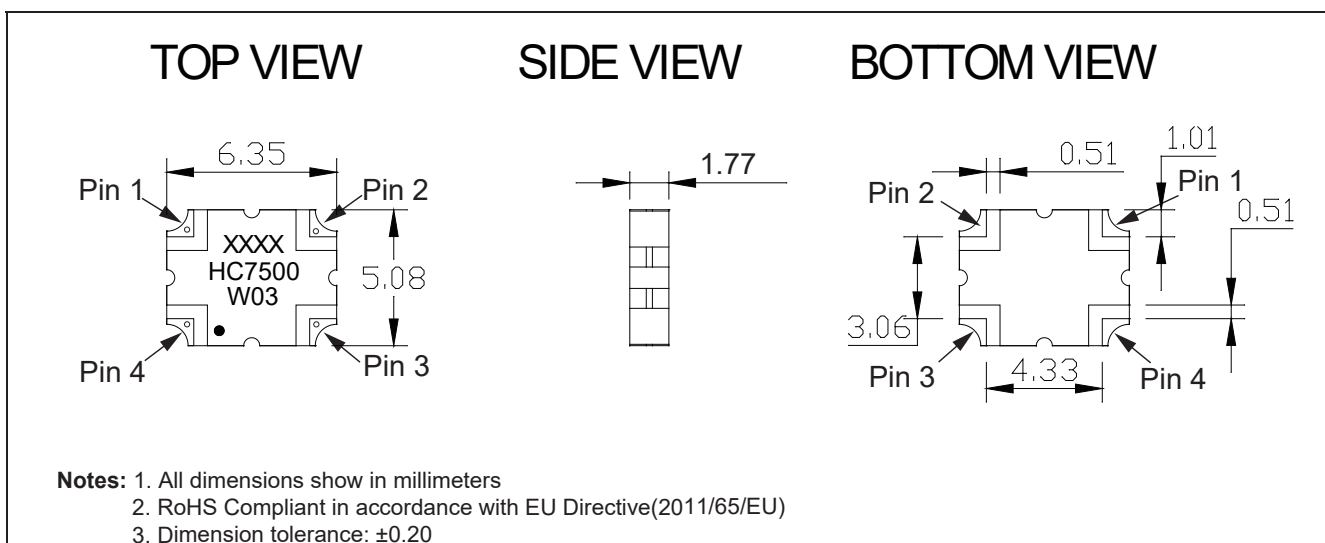 TOP VIEW
SIDE VIEW
BOTTOM VIEW
6.35
Pin 1
Pin 2
XXXX
HC7500
W03
5.08
Pin 4
Pin 3
1.77
0.51
1.01
Pin 2
Pin 1
0.51
3.06
Pin 3
4.33
Pin 4
Notes: 1. All dimensions show in millimeters
2. RoHS Compliant in accordance with EU Directive(2011/65/EU)
3. Dimension tolerance: ±0.20